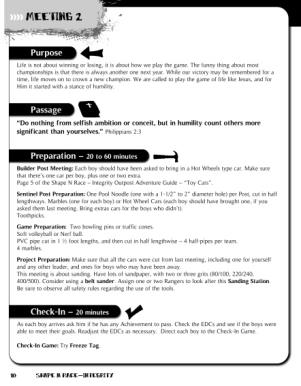 »»» MEETING 2
Purpose
Life is not about winning or losing, it is about how we play the game. The funny thing about most
championships is that there is always another one next year. While our victory may be remembered for a
time, life moves on to crown a new champion. We are called to play the game of life like Jesus, and for
Him it started with a stance of humility.
Passage
“Do nothing from selfish ambition or conceit, but in humility count others more
significant than yourselves.” Philippians 2:3
Preparation – 20 to 60 minutes
Builder Post Meeting: Each boy should have been asked to bring in a Hot Wheels type car. Make sure
that there's one car per boy, plus one or two extra.
Page 5 of the Shape N Race – Integrity Outpost Adventure Guide – “Toy Cars”.
Sentinel Post Preparation: One Pool Noodle (one with a 1-1/2" to 2" diameter hole) per Post, cut in half
lengthways. Marbles (one for each boy) or Hot Wheel Cars (each boy should have brought one, if you
asked them last meeting. Bring extras cars for the boys who didn't).
Toothpicks.
Game Preparation: Two bowling pins or traffic cones.
Soft volleyball or Nerf ball.
PVC pipe cut in 1 ½ foot lengths, and then cut in half lengthwise – 4 half-pipes per team.
4 marbles.
Project Preparation: Make sure that all the cars were cut from last meeting, including one for yourself
and any other leader, and ones for boys who may have been away.
This meeting is about sanding. Have lots of sandpaper, with two or three grits (80/100, 220/240,
400/500). Consider using a belt sander. Assign one or two Rangers to look after this Sanding Station.
Be sure to observe all safety rules regarding the use of the tools.
Check-In – 20 minutes
As each boy arrives ask him if he has any Achievement to pass. Check the EDCs and see if the boys were
able to meet their goals. Readjust the EDCs as necessary. Direct each boy to the Check-In Game.
Check-In Game: Try Freeze Tag.
10 SHAPE N RACE—INTEGRITY